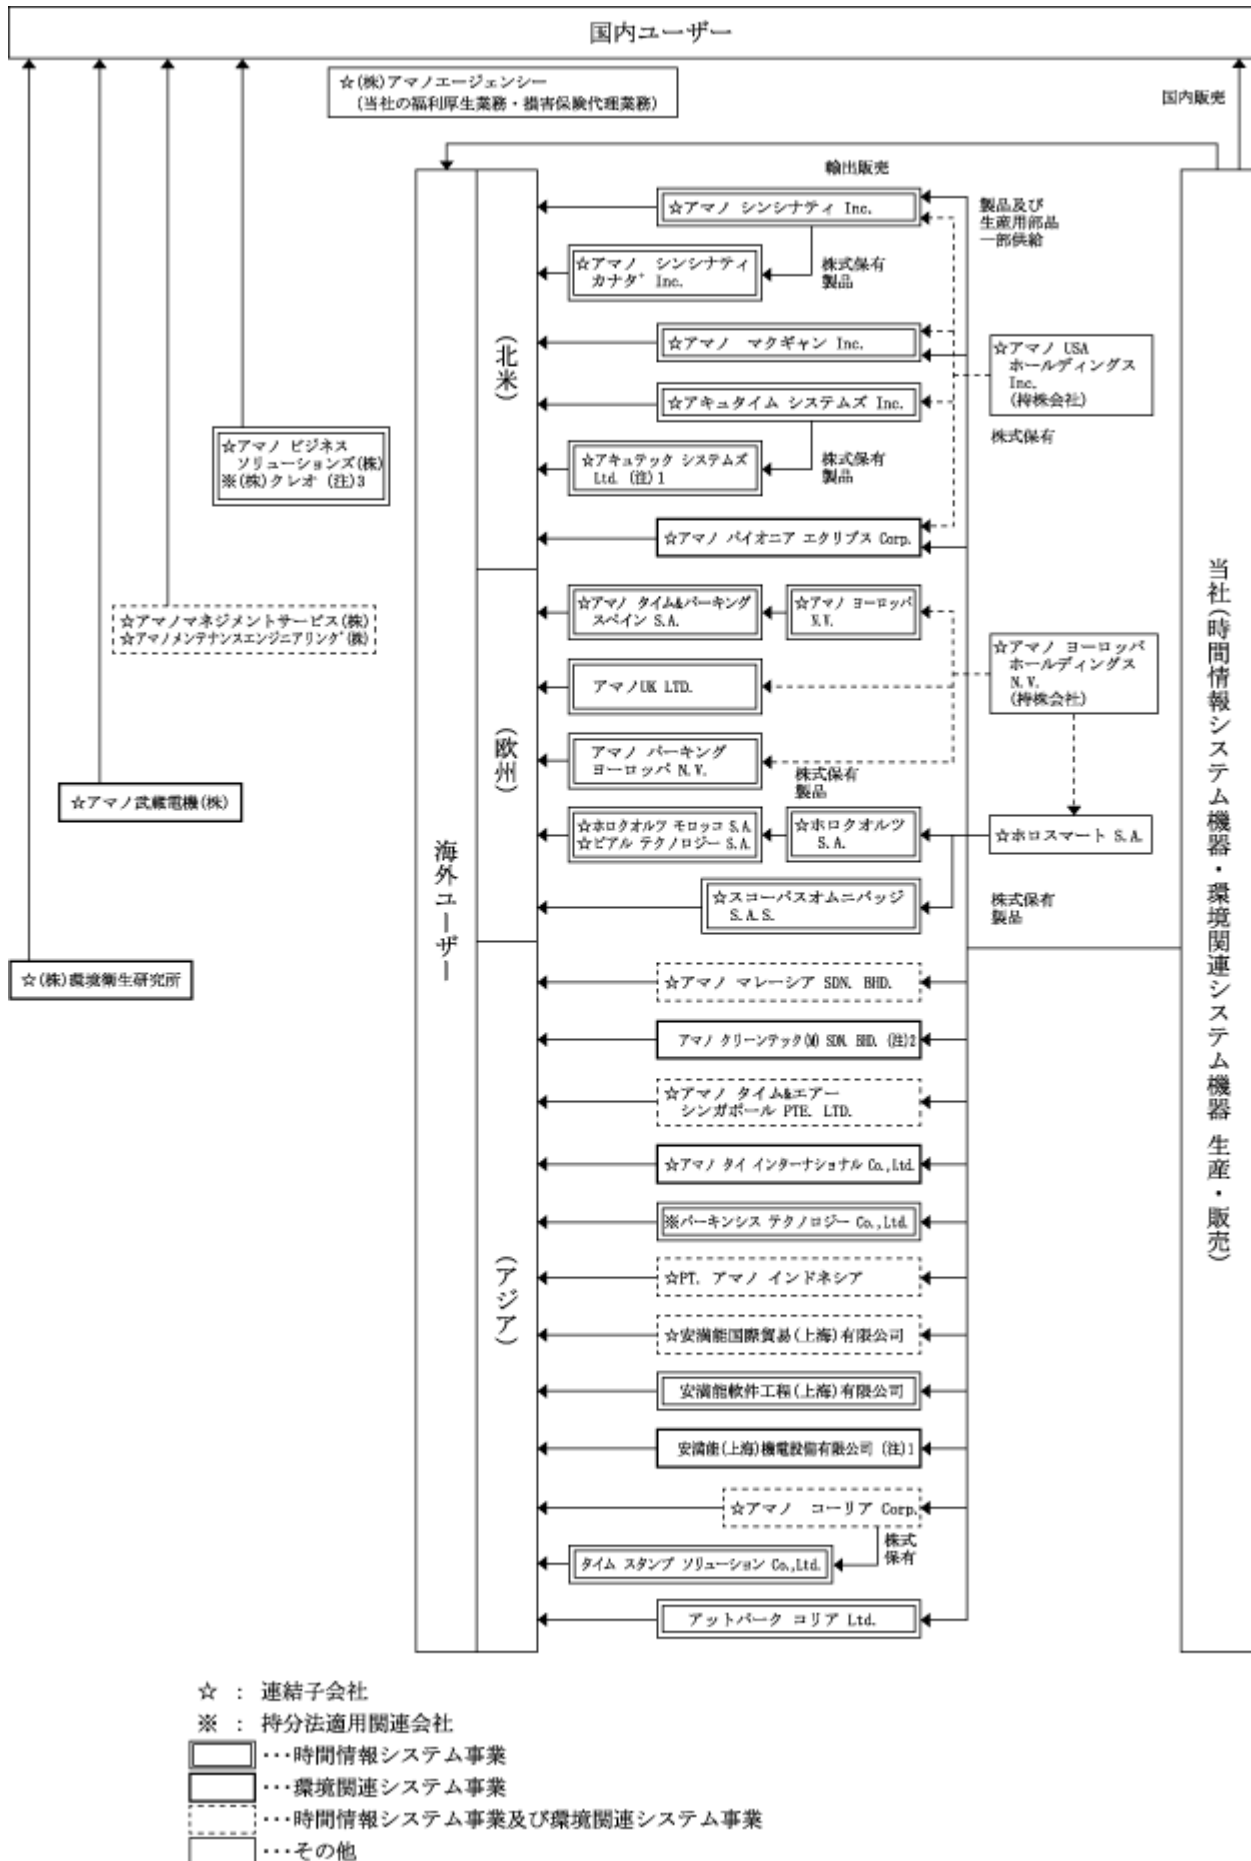 国内ユーザー
☆(株)アマノエージェンシー
(当社の福利厚生業務・損害保険代理業務)
国内販売
輸出販売
☆アマノ シンシナティ Inc.
製品及び
生産用部品
一部供給
☆アマノ シンシナティ
カナダ Inc.
株式保有
製品
(北米)
☆アマノ マクギャン Inc.
☆アマノ USA
ホールディングス
Inc.
(持株会社)
☆アキュタイム システムズ Inc.
株式保有
☆アマノ ビジネス
ソリューションズ(株)
※(株)クレオ (注)3
☆アキュテック システムズ
Ltd. (注)1
株式保有
製品
☆アマノ パイオニア エクリプス Corp.
☆アマノ タイム&パーキング
スペイン S.A.
☆アマノ ヨーロッパ
N.V.
☆アマノマネジメントサービス(株)
☆アマノメンテナンスエンジニアリング(株)
☆アマノ ヨーロッパ
ホールディングス
N.V.
(持株会社)
アマノUK LTD.
(欧州)
アマノ パーキング
ヨーロッパ N.V.
株式保有
製品
☆アマノ武蔵電機(株)
☆ホロクオルツ モロッコ S.A.
☆ビアル テクノロジー S.A.
☆ホロクオルツ
S.A.
☆ホロスマート S.A.
海外ユーザー
☆スコーパスオムニバッジ
S.A.S.
株式保有
製品
当社(時間情報システム機器・環境関連システム機器 生産・販売)
☆(株)環境衛生研究所
☆アマノ マレーシア SDN. BHD.
アマノ クリーンテック(M) SDN. BHD. (注)2
☆アマノ タイム&エアー
シンガポール PTE. LTD.
☆アマノ タイ インターナショナル Co.,Ltd.
※パーキンシス テクノロジー Co.,Ltd.
(アジア)
☆PT. アマノ インドネシア
☆安満能国際貿易(上海)有限公司
安満能軟件工程(上海)有限公司
安満能(上海)機電設備有限公司 (注)1
☆アマノ コーリア Corp.
株式
保有
タイム スタンプ ソリューション Co.,Ltd.
アットパーク コリア Ltd.
☆ : 連結子会社
※ : 持分法適用関連会社
・・・時間情報システム事業
・・・環境関連システム事業
・・・時間情報システム事業及び環境関連システム事業
・・・その他